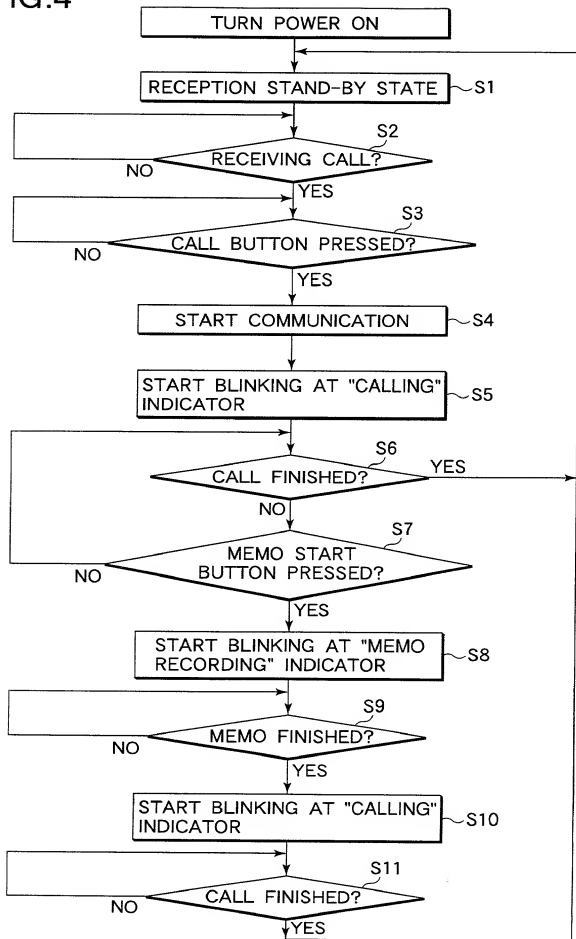 IG.4
TURN POWER ON
RECEPTION STAND-BY STATE
S1
S2
RECEIVING CALL?
NO
YES
S3
CALL BUTTON PRESSED?
NO
YES
START COMMUNICATION
S4
START BLINKING AT "CALLING"
INDICATOR
S5
S6
CALL FINISHED?
YES
NO
S7
MEMO START
BUTTON PRESSED?
NO
YES
START BLINKING AT "MEMO
RECORDING" INDICATOR
S8
S9
MEMO FINISHED?
NO
YES
START BLINKING AT "CALLING"
INDICATOR
S10
S11
CALL FINISHED?
NO
YES